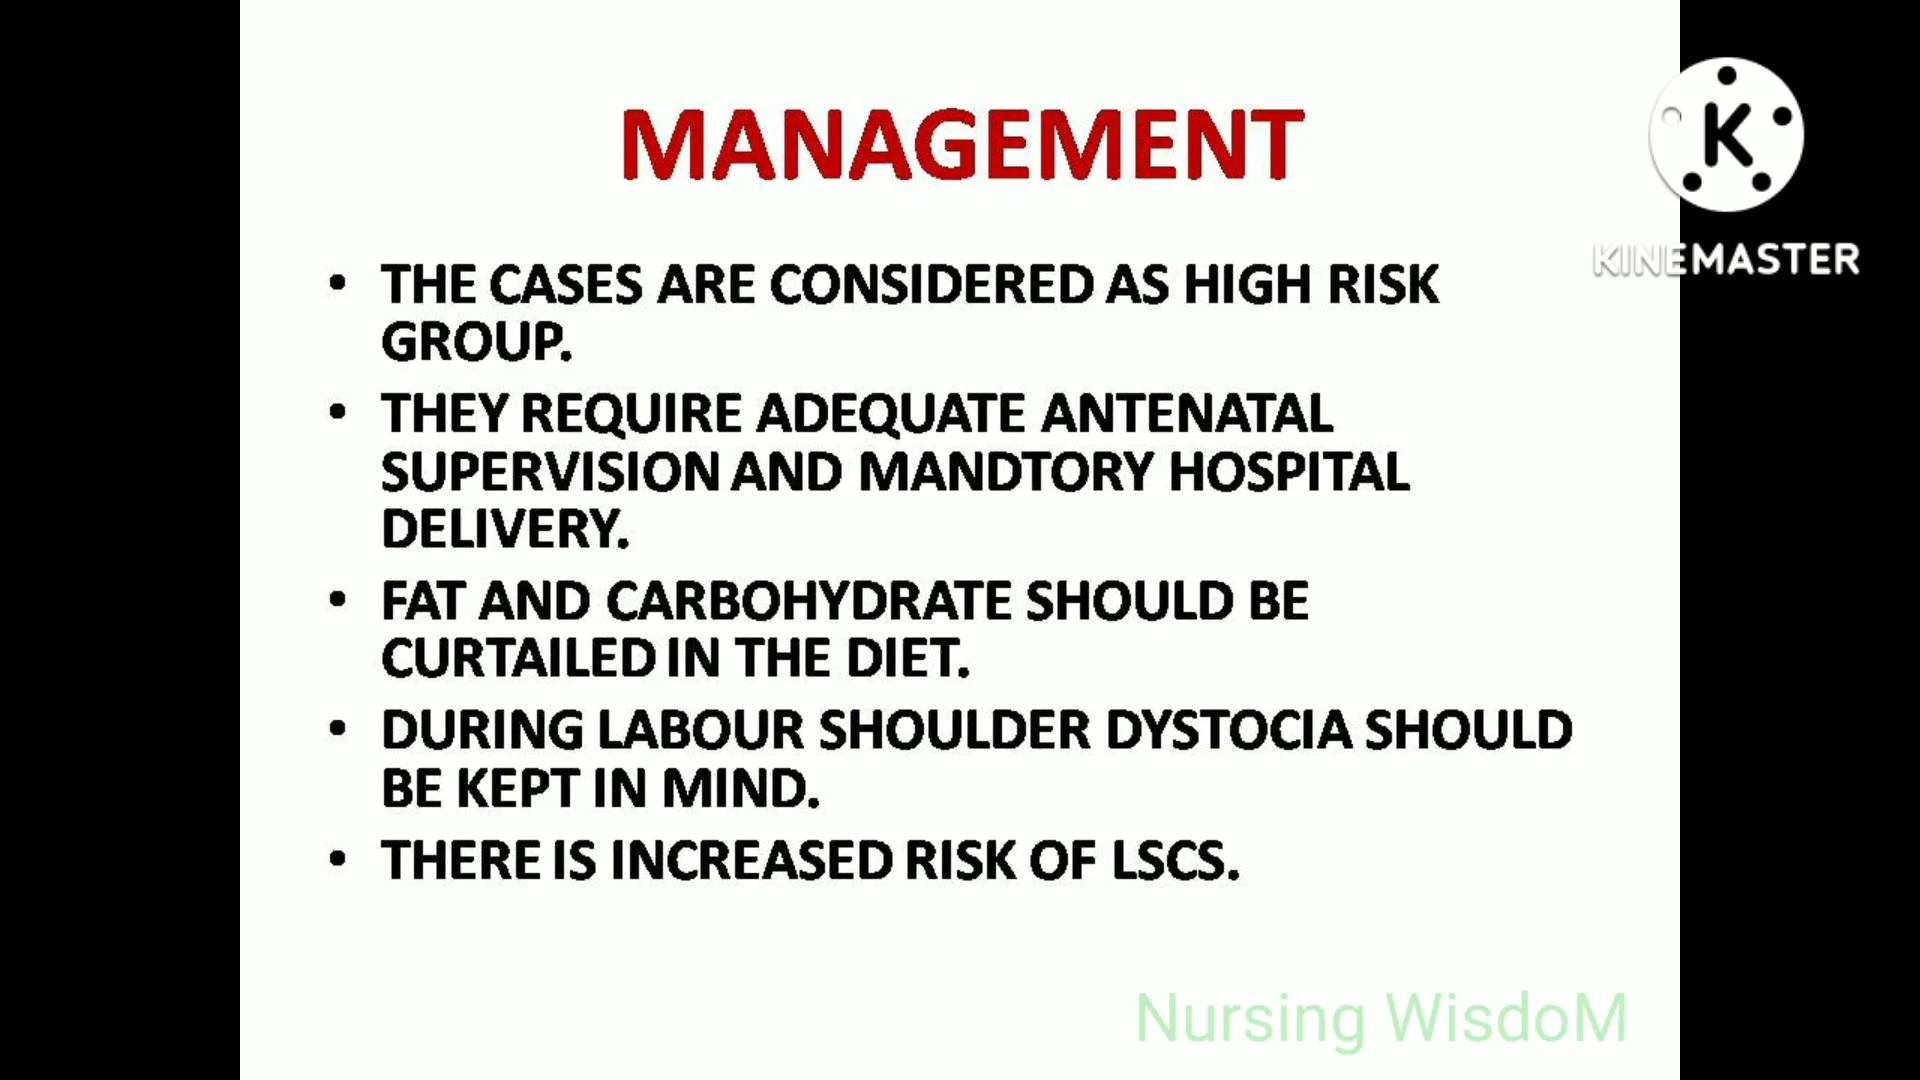 MANAGEMENT
K
KINEMASTER
• THE CASES ARE CONSIDERED AS HIGH RISK
GROUP.
• THEY REQUIRE ADEQUATE ANTENATAL
SUPERVISION AND MANDTORY HOSPITAL
DELIVERY.
• FAT AND CARBOHYDRATE SHOULD BE
CURTAILED IN THE DIET.
• DURING LABOUR SHOULDER DYSTOCIA SHOULD
BE KEPT IN MIND.
• THERE IS INCREASED RISK OF LSCS.
Nursing WisdoM